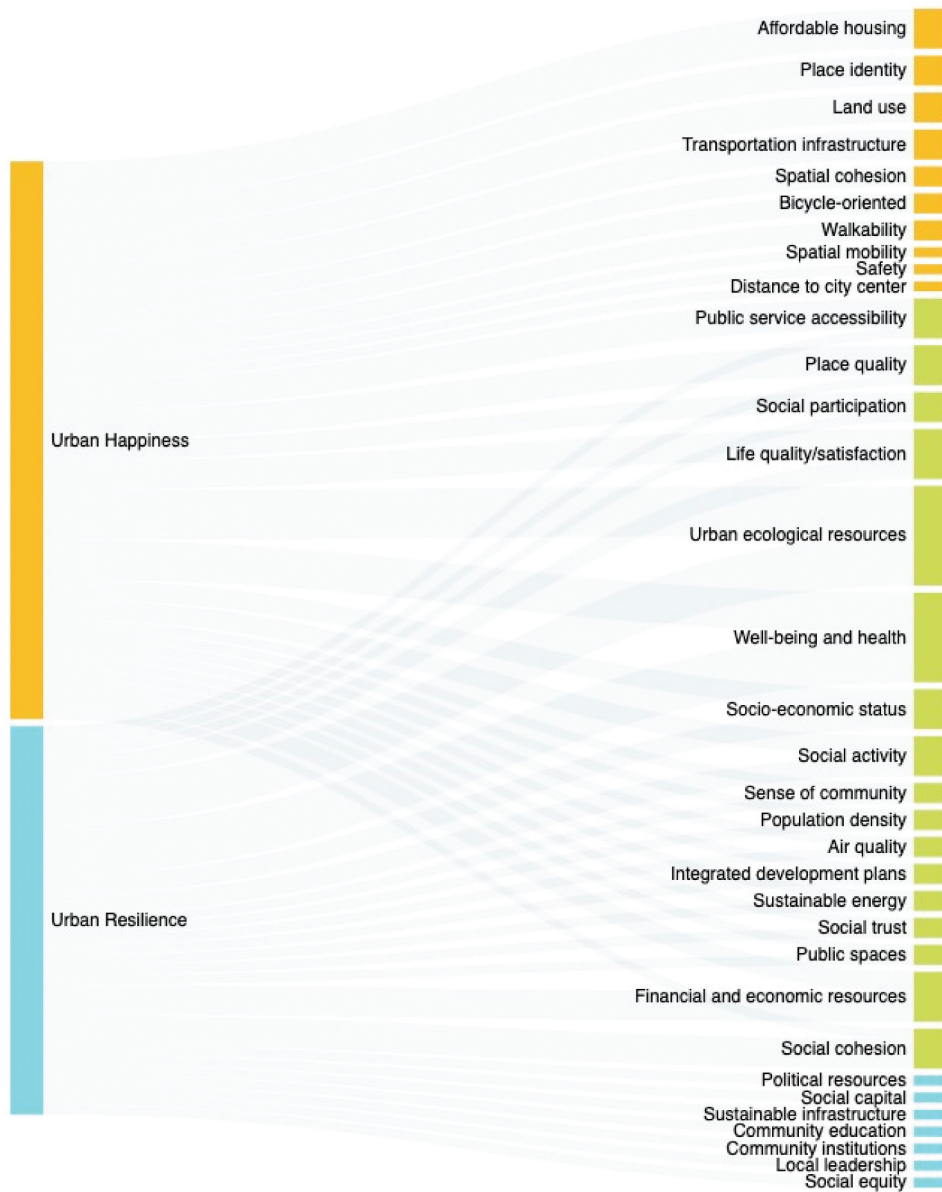 Affordable housing
Place identity
Land use
Transportation infrastructure
Spatial cohesion
Bicycle-oriented
Walkability
Spatial mobility
Safety
Distance to city center
Public service accessibility
Place quality
Social participation
Urban Happiness
Life quality/satisfaction
Urban ecological resources
Well-being and health
Socio-economic status
Social activity
Sense of community
Population density
Air quality
Integrated development plans
Sustainable energy
Urban Resilience
Social trust
Public spaces
Financial and economic resources
Social cohesion
Political resources
Social capital
Sustainable infrastructure
Community education
Community institutions
Local leadership
Social equity